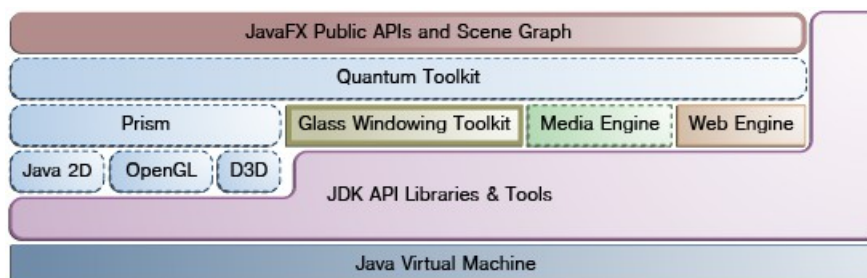 JavaFX Public APIs and Scene Graph
Quantum Toolkit
Prism
Glass Windowing Toolkit
Media Engine
Web Engine
Java 2D
OpenGL
D3D
JDK API Libraries & Tools
Java Virtual Machine